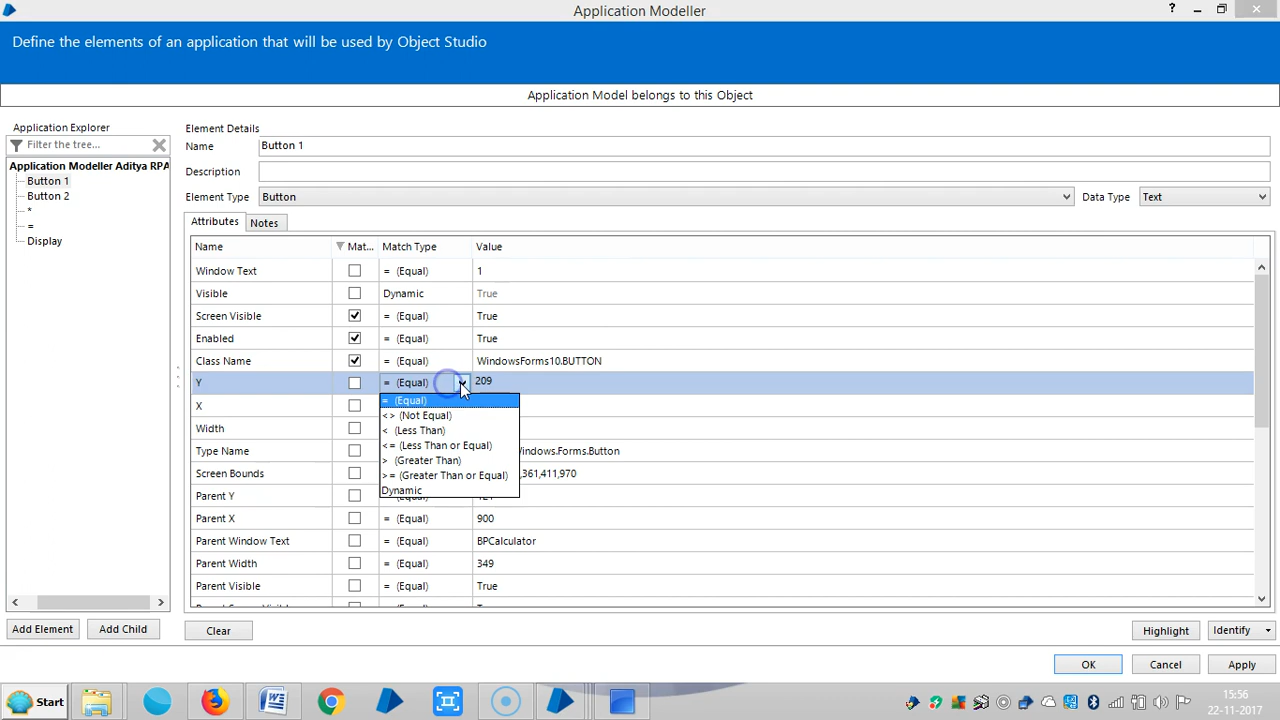 Application Modeller
?
Define the elements of an application that will be used by Object Studio
Application Model belongs to this Object
Application Explorer
Filter the tree...
Application Modeller Aditya RPA
Button 1
Button 2
*
=
Display
Add Element Add Child
Element Details
Name Button 1
Description
Element Type Button Data Type Text
Attributes Notes
Name Mat... Match Type Value
Window Text = (Equal) 1
Visible Dynamic True
Screen Visible = (Equal) True
Enabled = (Equal) True
Class Name = (Equal) WindowsForms10.BUTTON
Y = (Equal) 209
X = (Equal)
Width <> (Not Equal)
< (Less Than)
Type Name <= (Less Than or Equal) indows.Forms.Button
> (Greater Than)
Screen Bounds >= (Greater Than or Equal) ,361,411,970
Dynamic
Parent Y
Parent X = (Equal) 900
Parent Window Text = (Equal) BPCalculator
Parent Width = (Equal) 349
Parent Visible = (Equal) True
Clear Highlight Identify
OK Cancel Apply
Start
15:56
22-11-2017